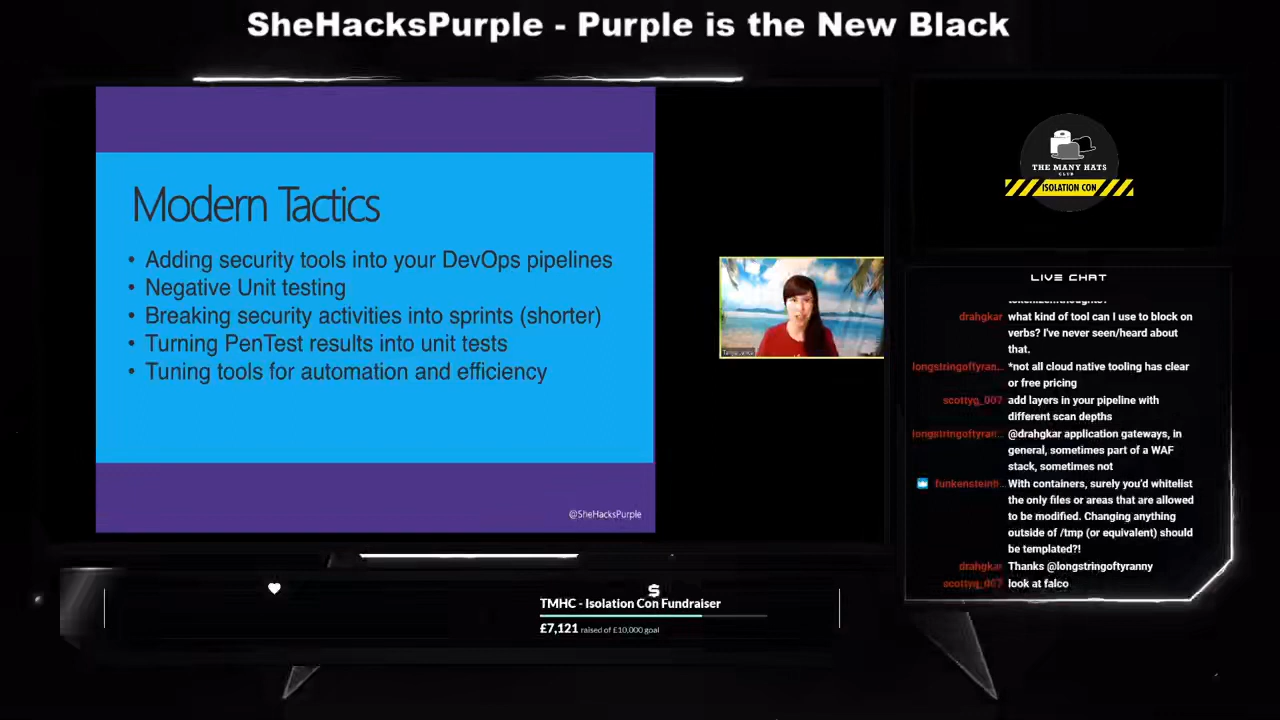 SheHacksPurple - Purple is the New Black
Modern Tactics
• Adding security tools into your DevOps pipelines
• Negative Unit testing
• Breaking security activities into sprints (shorter)
• Turning PenTest results into unit tests
• Tuning tools for automation and efficiency
@SheHacksPurple
THE MANY HATS
CLUB
ISOLATION CON
LIVE CHAT
drahgkar what kind of tool can I use to block on
verbs? I've never seen/heard about
that.
longstringoftyran... *not all cloud native tooling has clear
or free pricing
scottyg_007 add layers in your pipeline with
different scan depths
longstringoftyran... @drahgkar application gateways, in
general, sometimes part of a WAF
stack, sometimes not
funkensteinh... With containers, surely you'd whitelist
the only files or areas that are allowed
to be modified. Changing anything
outside of /tmp (or equivalent) should
be templated?!
drahgkar Thanks @longstringoftyranny
scottyg_007 look at falco
TMHC - Isolation Con Fundraiser
£7,121 raised of £10,000 goal